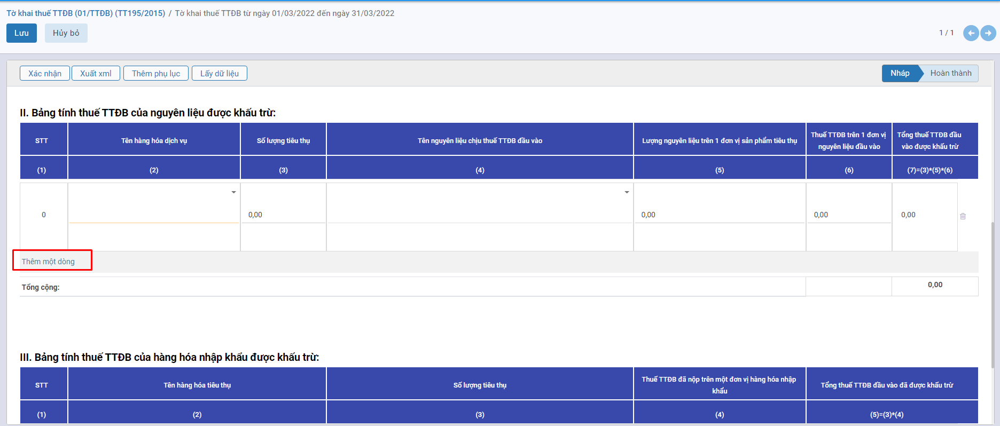 Tờ khai thuế TTĐB (01/TTĐB) (TT195/2015) / Tờ khai thuế TTĐB từ ngày 01/03/2022 đến ngày 31/03/2022
Lưu Hủy bỏ
1 / 1
Xác nhận Xuất xml Thêm phụ lục Lấy dữ liệu
Nháp Hoàn thành
II. Bảng tính thuế TTĐB của nguyên liệu được khấu trừ:
STT
Tên hàng hóa dịch vụ
Số lượng tiêu thụ
Tên nguyên liệu chịu thuế TTĐB đầu vào
Lượng nguyên liệu trên 1 đơn vị sản phẩm tiêu thụ
Thuế TTĐB trên 1 đơn vị
nguyên liệu đầu vào
Tổng thuế TTĐB đầu
vào được khấu trừ
(1) (2) (3) (4) (5) (6) (7)=(3)*(5)*(6)
0 0,00 0,00 0,00 0,00
Thêm một dòng
Tổng cộng: 0,00
III. Bảng tính thuế TTĐB của hàng hóa nhập khẩu được khấu trừ:
STT
Tên hàng hóa tiêu thụ
Số lượng tiêu thụ
Thuế TTĐB đã nộp trên một đơn vị hàng hóa nhập
khẩu
Tổng thuế TTĐB đầu vào đã được khấu trừ
(1) (2) (3) (4) (5)=(3)*(4)